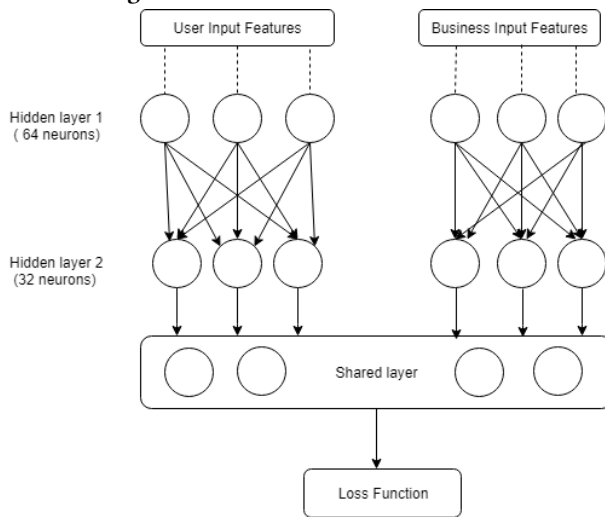 User Input Features
Business Input Features
Hidden layer 1
( 64 neurons)
Hidden layer 2
(32 neurons)
Shared layer
Loss Function